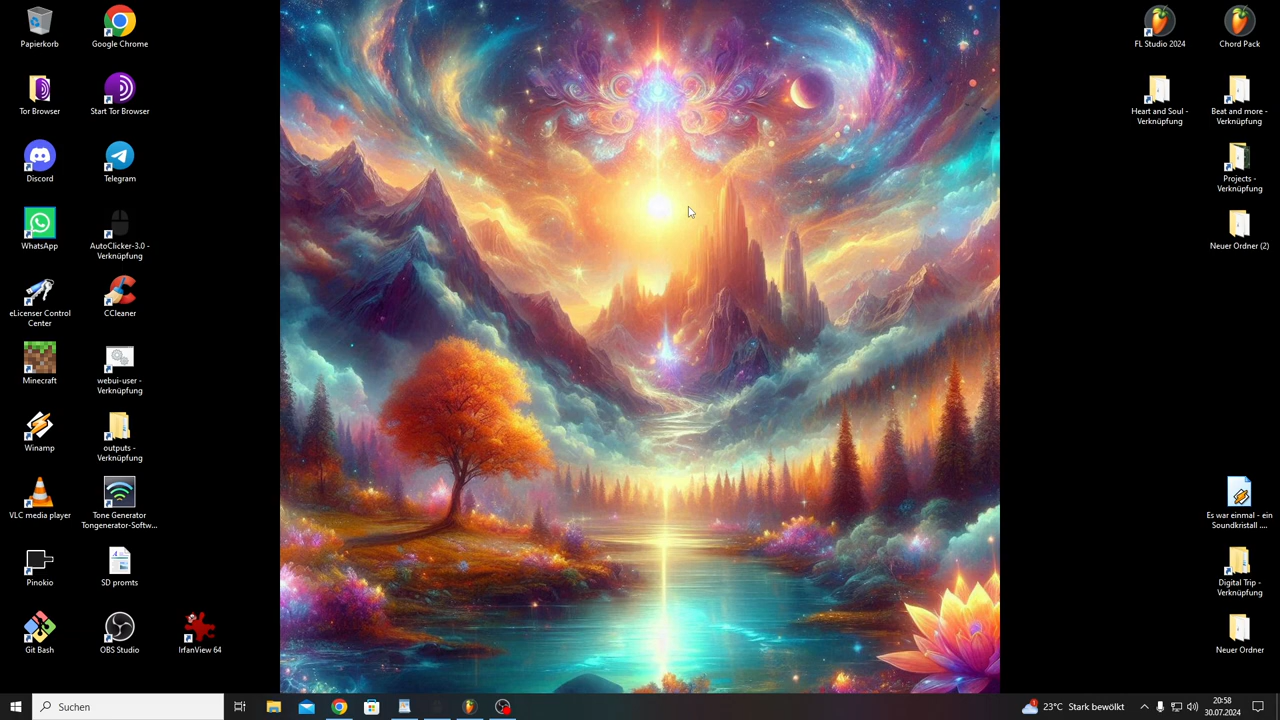 Papierkorb
Google Chrome
FL Studio 2024
Chord Pack
Tor Browser
Start Tor Browser
Heart and Soul -
Verknüpfung
Beat and more -
Verknüpfung
Discord
Telegram
Projects -
Verknüpfung
WhatsApp
AutoClicker-3.0 -
Verknüpfung
Neuer Ordner (2)
eLicenser Control
Center
CCleaner
Minecraft
webui-user -
Verknüpfung
Winamp
outputs -
Verknüpfung
VLC media player
Tone Generator
Tongenerator-Softw...
Es war einmal - ein
Soundkristall ....
Pinokio
SD promts
Digital Trip -
Verknüpfung
Git Bash
OBS Studio
IrfanView 64
Neuer Ordner
Suchen
23°C Stark bewölkt
20:58
30.07.2024